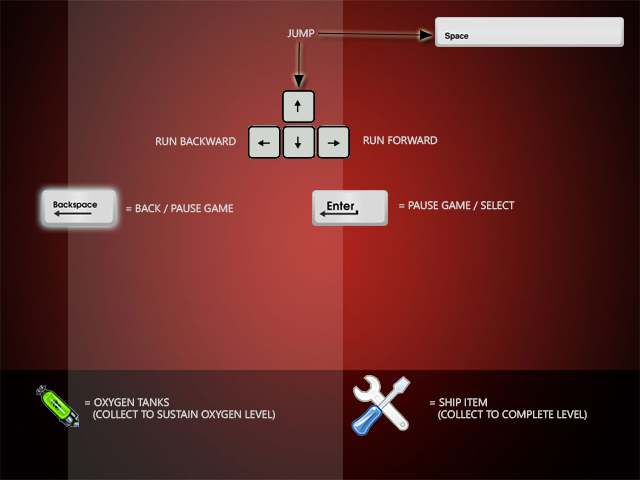 JUMP
Space
RUN BACKWARD
RUN FORWARD
Backspace
= BACK / PAUSE GAME
Enter
= PAUSE GAME / SELECT
= OXYGEN TANKS
(COLLECT TO SUSTAIN OXYGEN LEVEL)
= SHIP ITEM
(COLLECT TO COMPLETE LEVEL)